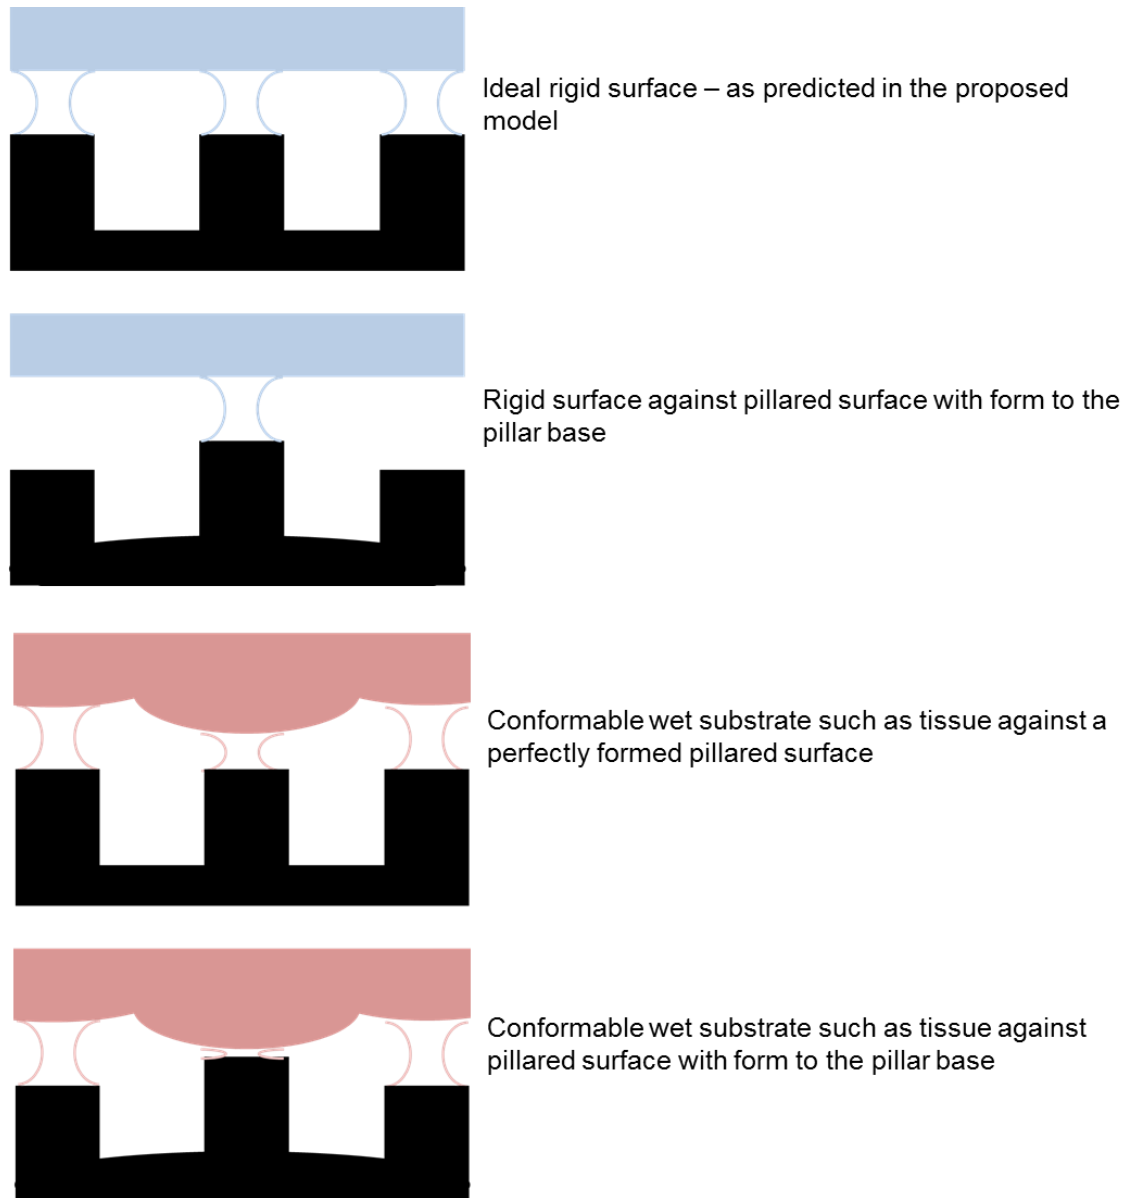 Ideal rigid surface – as predicted in the proposed
model
Rigid surface against pillared surface with form to the
pillar base
Conformable wet substrate such as tissue against a
perfectly formed pillared surface
Conformable wet substrate such as tissue against
pillared surface with form to the pillar base